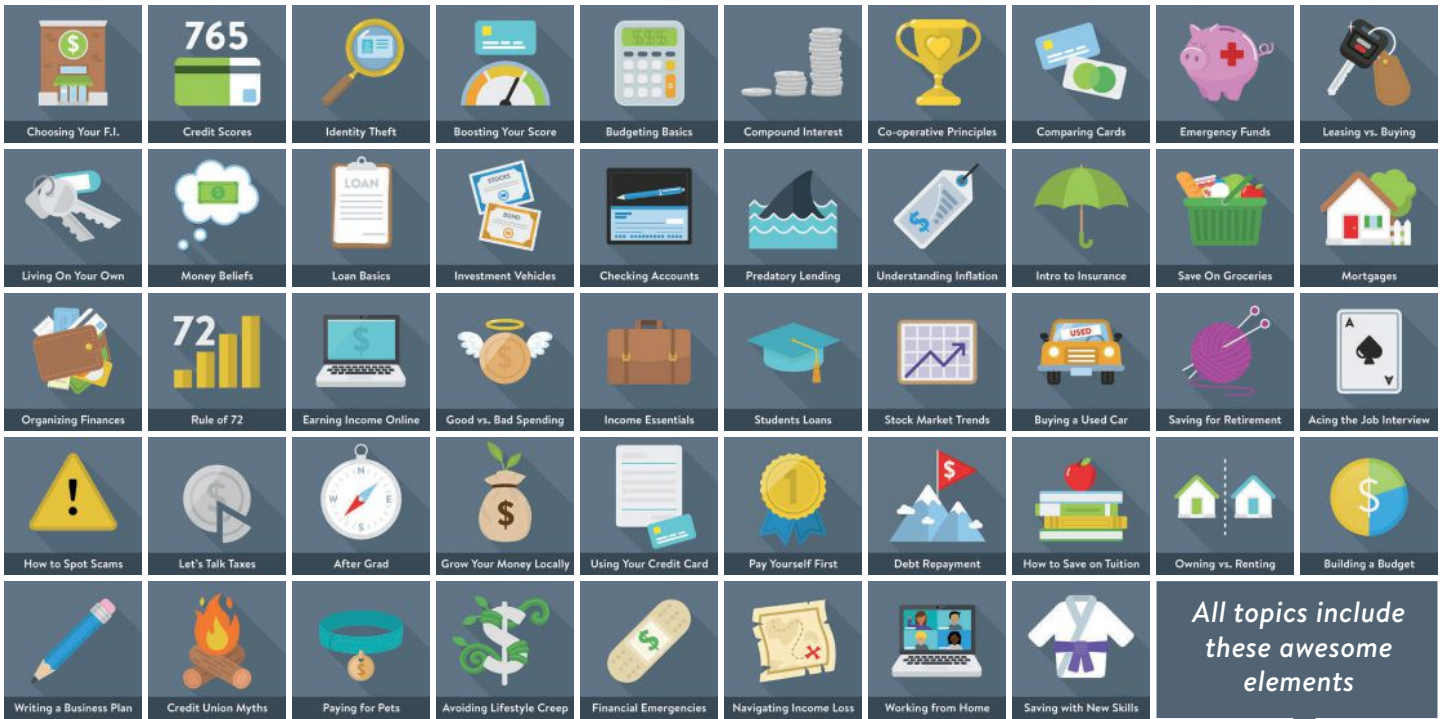 765
$
$$$
Choosing Your F.I.
Credit Scores
Identity Theft
Boosting Your Score
Budgeting Basics
Compound Interest
Co-operative Principles
Comparing Cards
Emergency Funds
Leasing vs. Buying
LOAN
STOCKS
BOND
$
Living On Your Own
Money Beliefs
Loan Basics
Investment Vehicles
Checking Accounts
Predatory Lending
Understanding Inflation
Intro to Insurance
Save On Groceries
Mortgages
72
$
$
USED
A
A
Organizing Finances
Rule of 72
Earning Income Online
Good vs. Bad Spending
Income Essentials
Students Loans
Stock Market Trends
Buying a Used Car
Saving for Retirement
Acing the Job Interview
!
$
N
W
E
S
$
1
$
$
How to Spot Scams
Let's Talk Taxes
After Grad
Grow Your Money Locally
Using Your Credit Card
Pay Yourself First
Debt Repayment
How to Save on Tuition
Owning vs. Renting
Building a Budget
$
$
$
All topics include
these awesome
elements
Writing a Business Plan
Credit Union Myths
Paying for Pets
Avoiding Lifestyle Creep
Financial Emergencies
Navigating Income Loss
Working from Home
Saving with New Skills